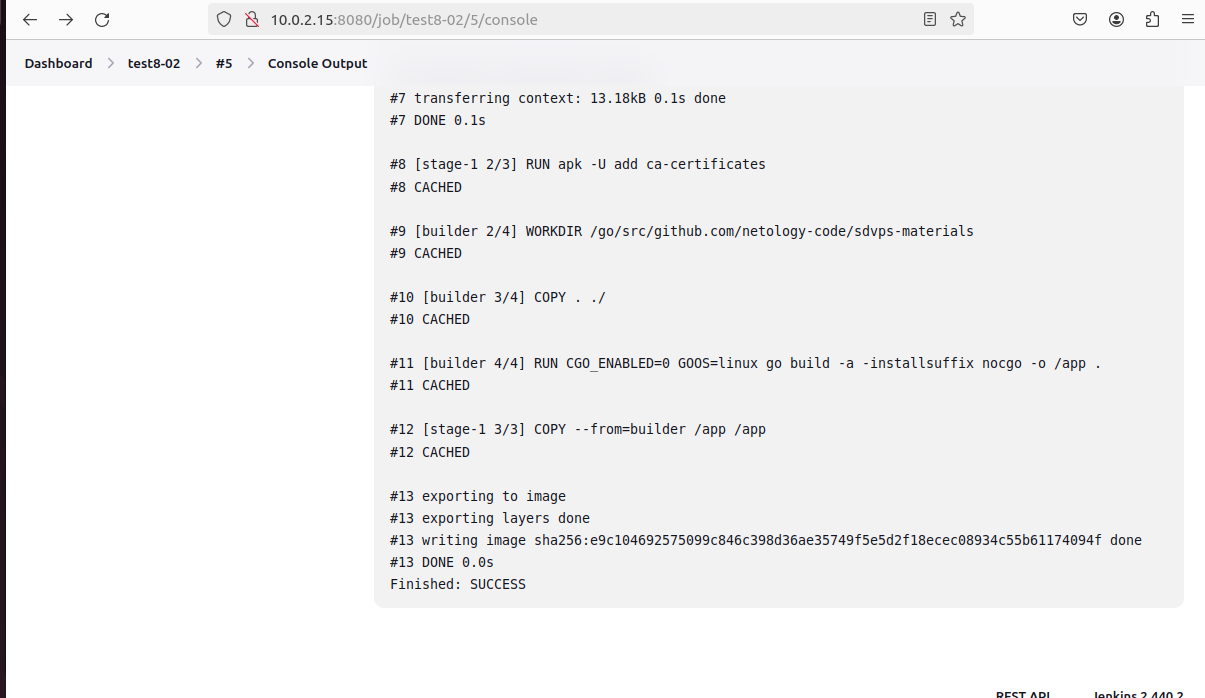 10.0.2.15:8080/job/test8-02/5/console
Dashboard > test8-02 > #5 > Console Output
#7 transferring context: 13.18kB 0.1s done
#7 DONE 0.1s
#8 [stage-1 2/3] RUN apk -U add ca-certificates
#8 CACHED
#9 [builder 2/4] WORKDIR /go/src/github.com/netology-code/sdvps-materials
#9 CACHED
#10 [builder 3/4] COPY . ./
#10 CACHED
#11 [builder 4/4] RUN CGO_ENABLED=0 GOOS=linux go build -a -installsuffix nocgo -o /app .
#11 CACHED
#12 [stage-1 3/3] COPY --from=builder /app /app
#12 CACHED
#13 exporting to image
#13 exporting layers done
#13 writing image sha256:e9c104692575099c846c398d36ae35749f5e5d2f18ecec08934c55b61174094f done
#13 DONE 0.0s
Finished: SUCCESS
REST API Jenkins 2.440.2